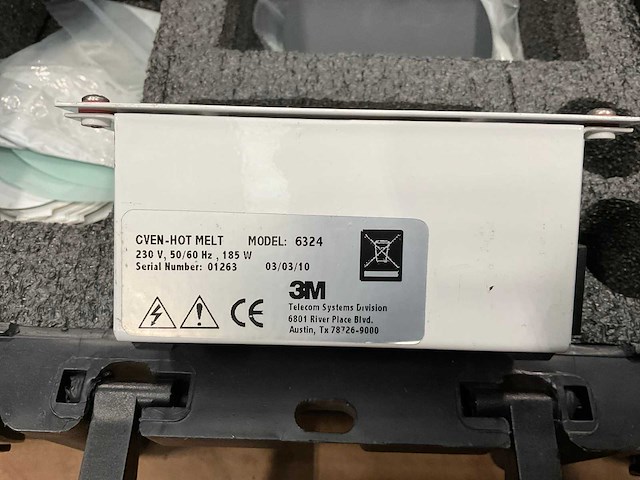 CVEN-HOT MELT MODEL: 6324
230 V, 50/60 Hz , 185 W
Serial Number: 01263 03/03/10
3M
Telecom Systems Division
6801 River Place Blvd.
Austin, Tx 78726-9000
CE